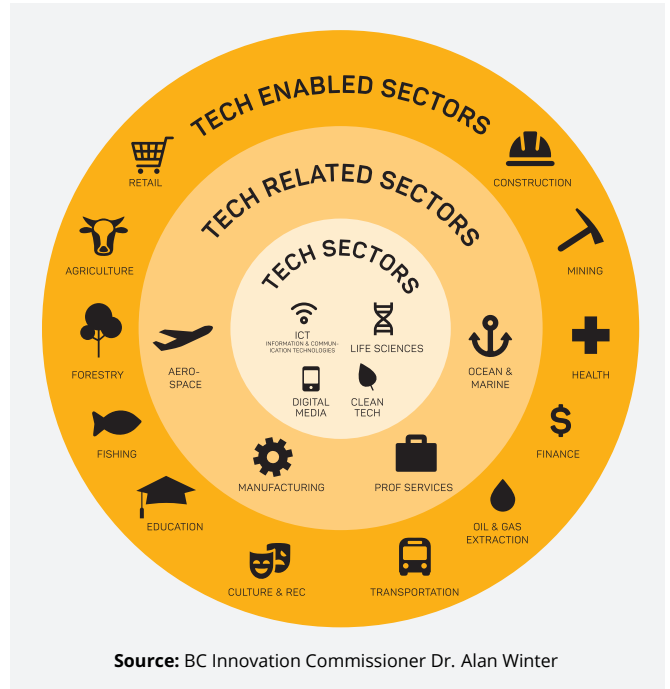 TECH ENABLED SECTORS
RETAIL
CONSTRUCTION
AGRICULTURE
MINING
FORESTRY
HEALTH
FISHING
FINANCE
EDUCATION
OIL & GAS
EXTRACTION
CULTURE & REC
TRANSPORTATION
TECH RELATED SECTORS
AERO-
SPACE
OCEAN &
MARINE
MANUFACTURING
PROF SERVICES
TECH SECTORS
ICT
INFORMATION & COMMUN-
ICATION TECHNOLOGIES
LIFE SCIENCES
DIGITAL
MEDIA
CLEAN
TECH
Source: BC Innovation Commissioner Dr. Alan Winter